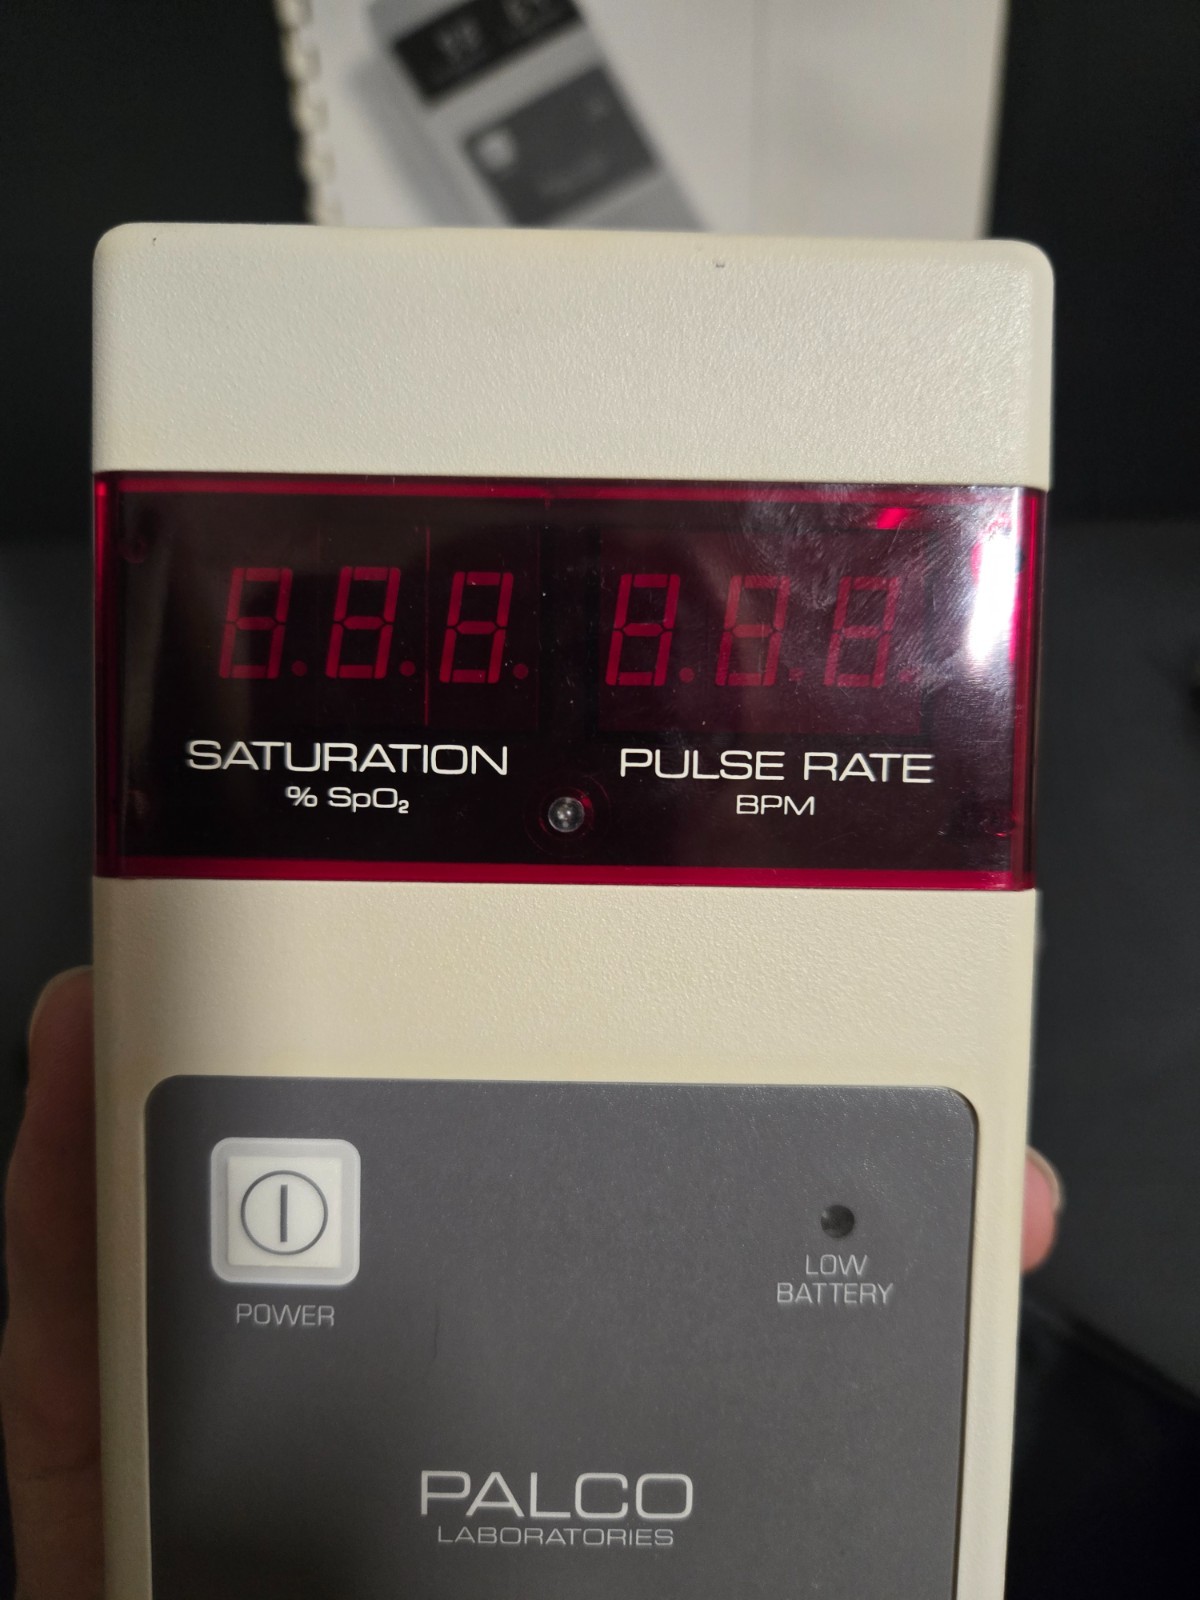 SATURATION
% SpO₂
PULSE RATE
BPM
POWER
LOW
BATTERY
PALCO
LABORATORIES